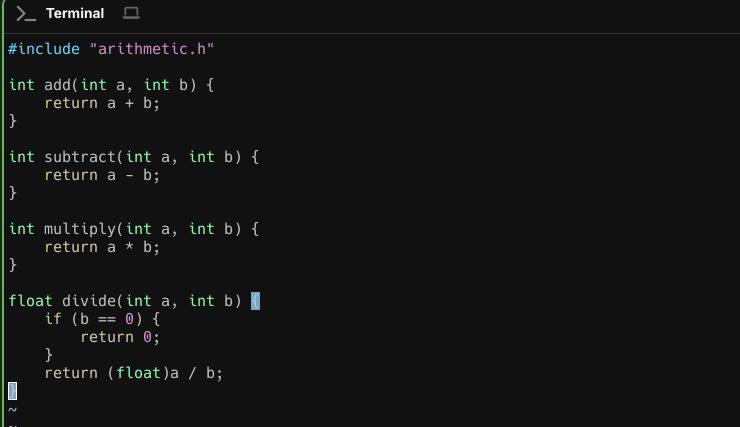 Terminal
#include "arithmetic.h"

int add(int a, int b) {
    return a + b;
}

int subtract(int a, int b) {
    return a - b;
}

int multiply(int a, int b) {
    return a * b;
}

float divide(int a, int b) {
    if (b == 0) {
        return 0;
    }
    return (float)a / b;
}
~